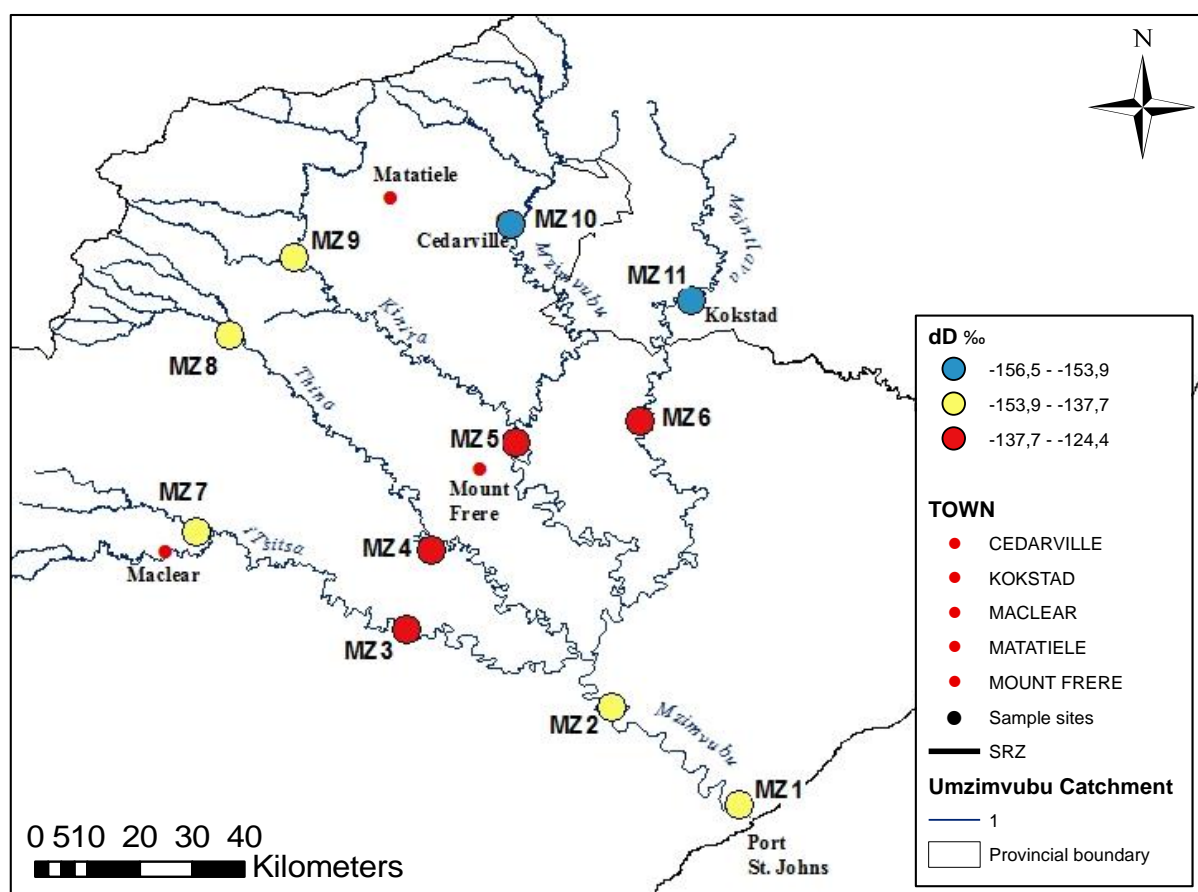 N
Matatiele
MZ 10
Cedarville
MZ 9
Mzimvubu
Mzintlava
MZ 11
Kokstad
Kinira
MZ 8
Thina
MZ 6
MZ 5
Mount
Frere
MZ 7
iTsitsa
MZ 4
Maclear
MZ 3
MZ 2
Mzimvubu
MZ 1
Port
St. Johns
0 510 20 30 40
Kilometers
dD ‰
-156,5 - -153,9
-153,9 - -137,7
-137,7 - -124,4
TOWN
CEDARVILLE
KOKSTAD
MACLEAR
MATATIELE
MOUNT FRERE
Sample sites
SRZ
Umzimvubu Catchment
1
Provincial boundary